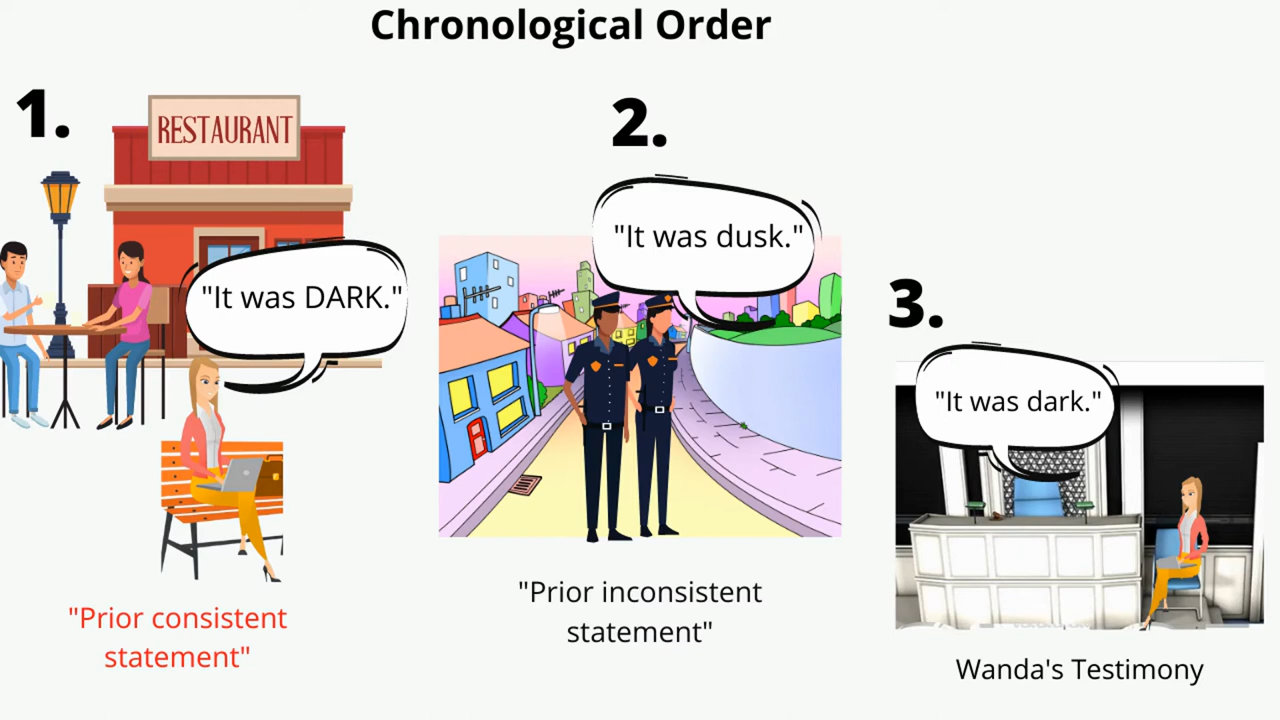 Chronological Order
1.
RESTAURANT
"It was DARK."
"Prior consistent
statement"
2.
"It was dusk."
"Prior inconsistent
statement"
3.
"It was dark."
Wanda's Testimony